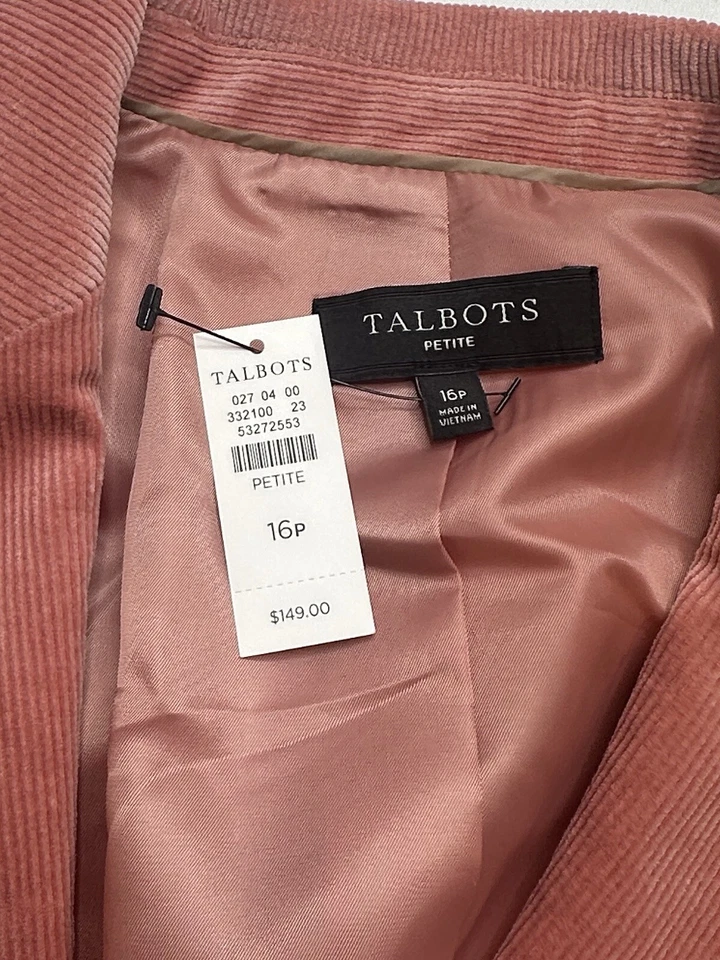 TALBOTS
PETITE
16P
MADE IN
VIETNAM
TALBOTS
027 04 00
332100 23
53272553
PETITE
16P
$149.00